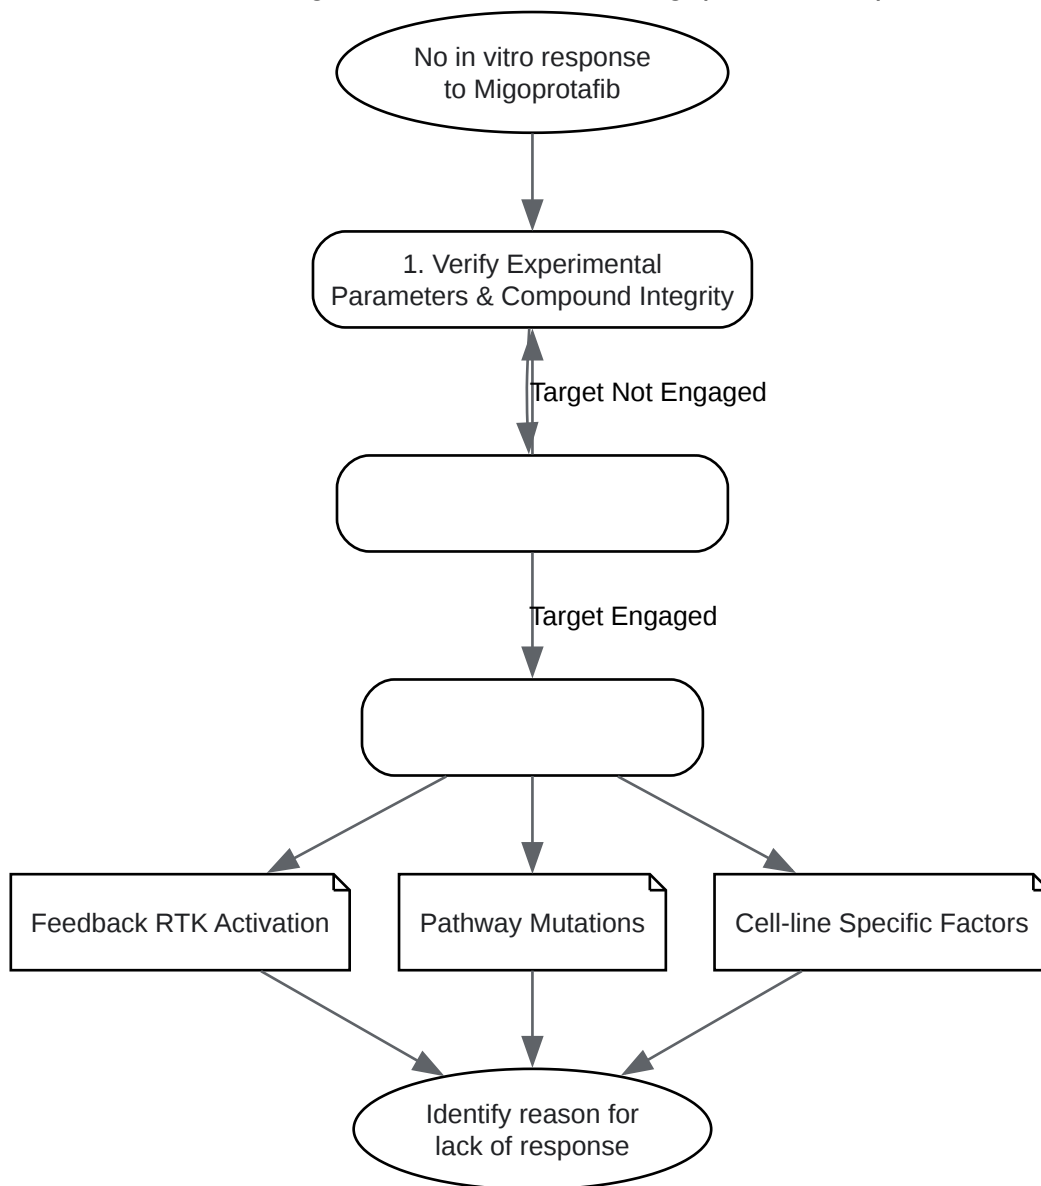 No in vitro response
to Migoprotafib
1. Verify Experimental
Parameters & Compound Integrity
Target Not Engaged
Target Engaged
Feedback RTK Activation
Pathway Mutations
Cell-line Specific Factors
Identify reason for
lack of response